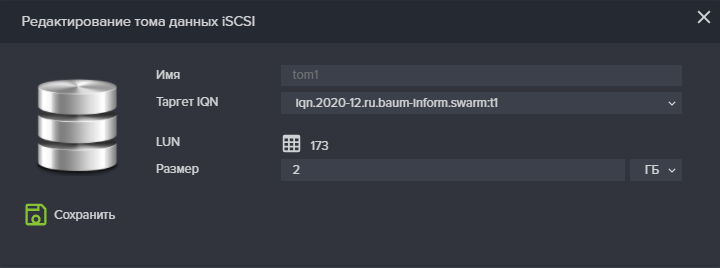 Редактирование тома данных iSCSI
Имя tom1
Таргет IQN iqn.2020-12.ru.baum-inform.swarm:t1
LUN 173
Размер 2 ГБ
Сохранить